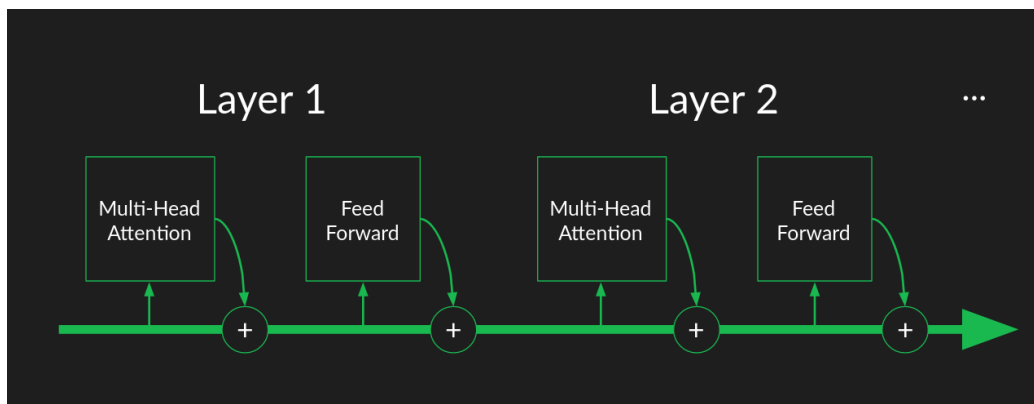 Layer 1
Layer 2
...
Multi-Head
Attention
Feed
Forward
Multi-Head
Attention
Feed
Forward
+
+
+
+